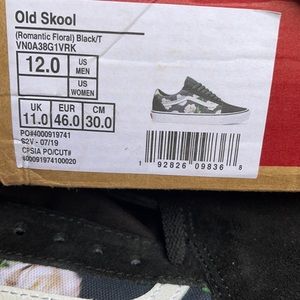 Old Skool
(Romantic Floral) Black/T
VN0A38G1VRK
12.0 US MEN US WOMEN
UK EUR CM
11.0 46.0 30.0
PO#4000919741
S2V - 07/19
CPSIA PO/CUT#
4000919741000020
1 92826 09836 8